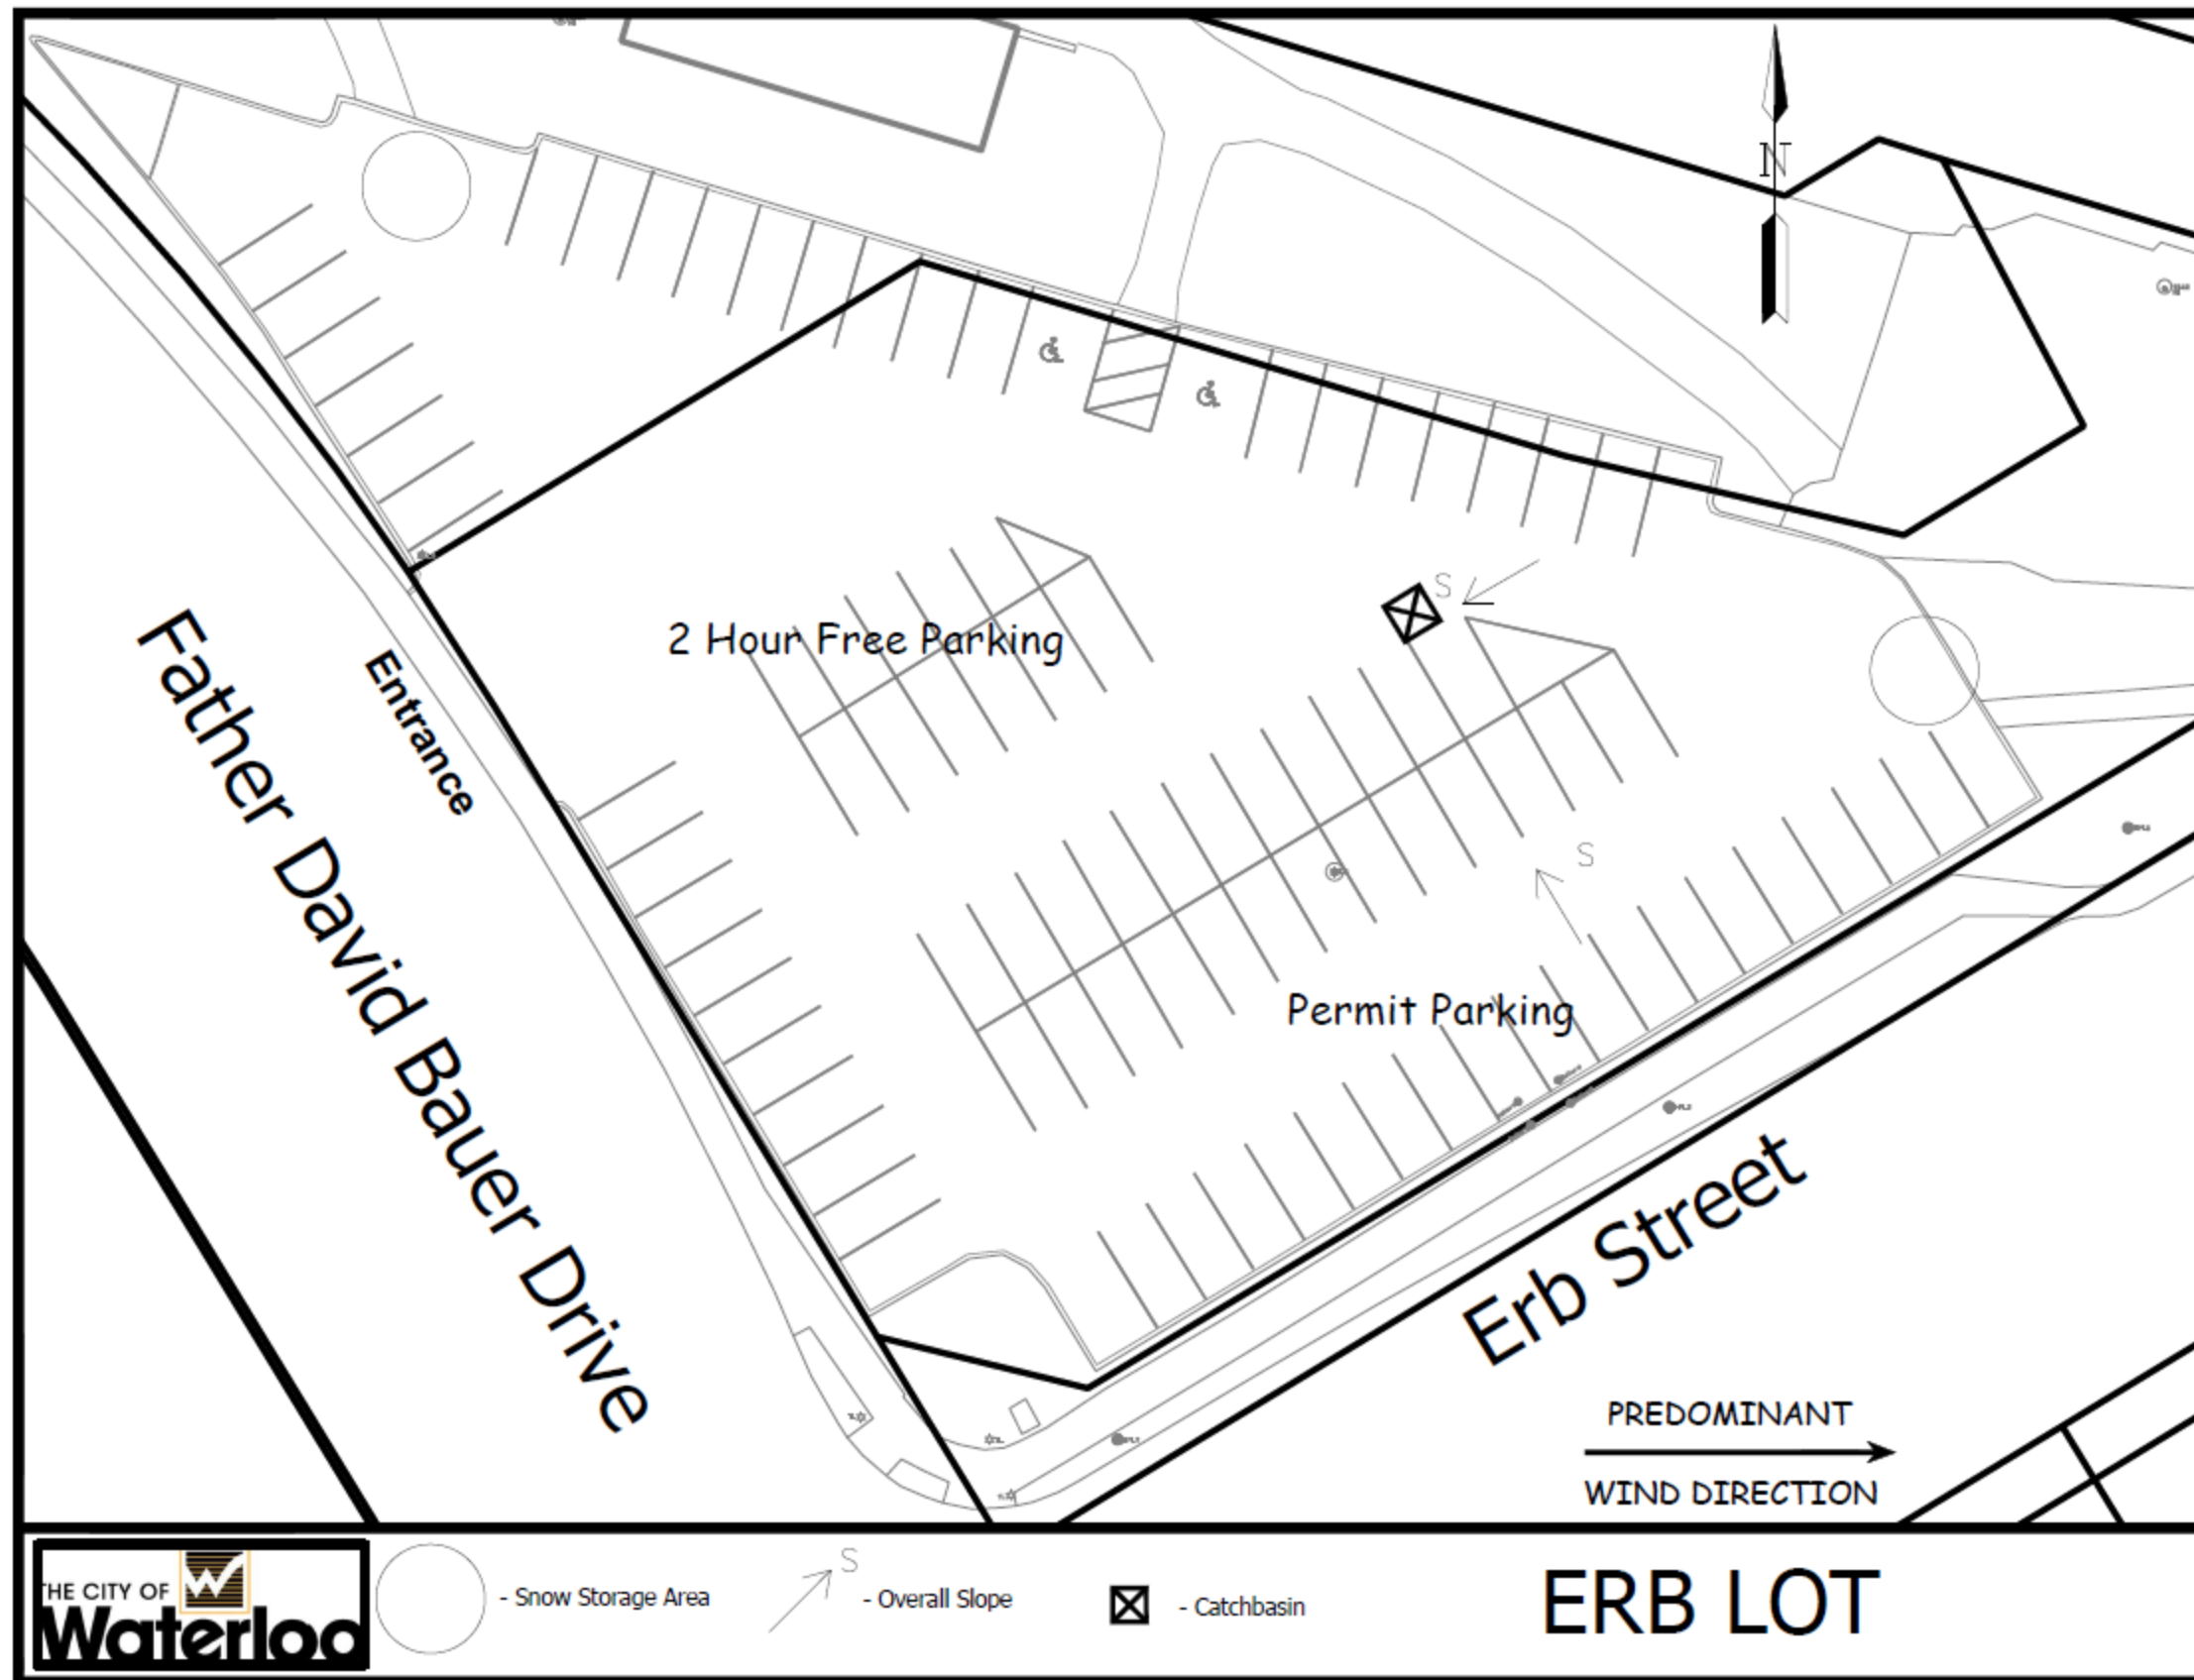 N
S
2 Hour Free Parking
Entrance
Father David Bauer Drive
S
Permit Parking
Erb Street
PREDOMINANT
WIND DIRECTION
THE CITY OF
Waterloo
- Snow Storage Area
S
- Overall Slope
- Catchbasin
ERB LOT